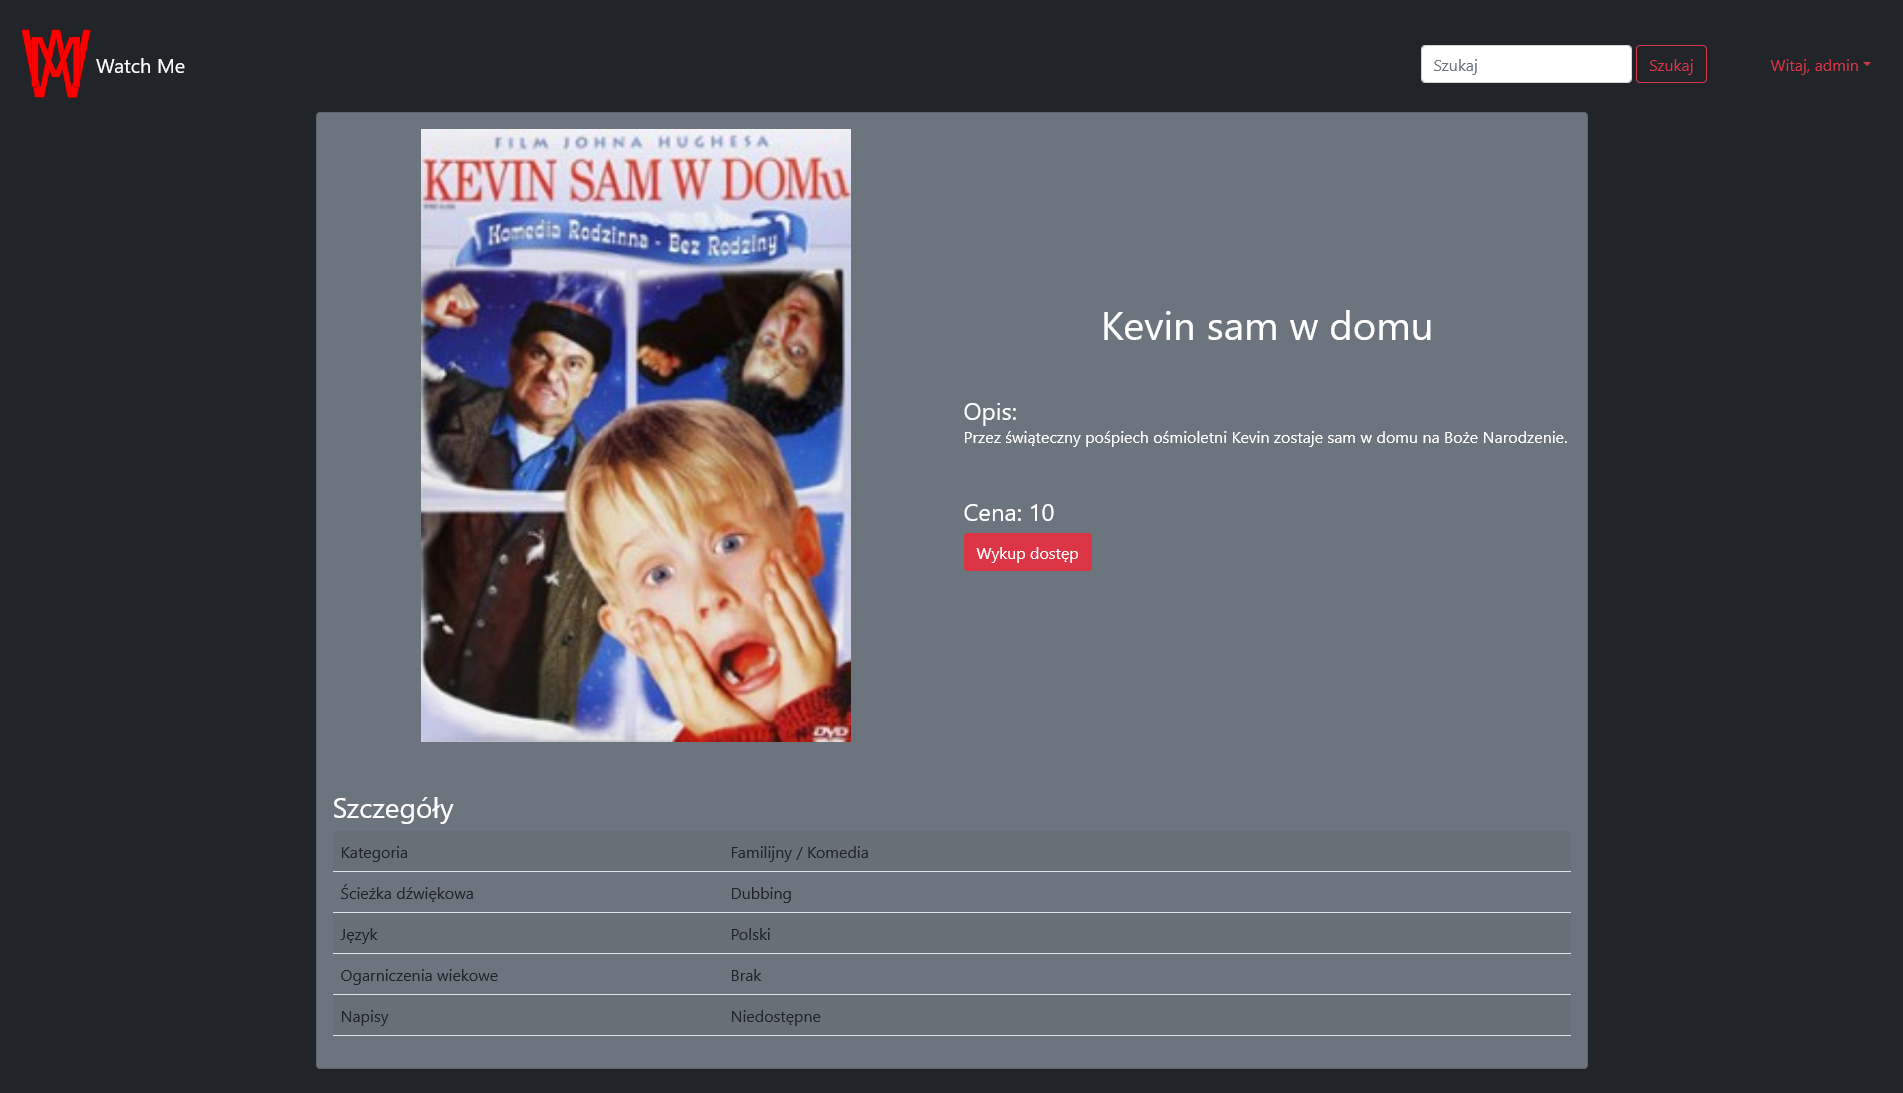 Watch Me
Szukaj
Szukaj
Witaj, admin
FILM JOHNA HUGHESA
KEVIN SAM W DOMu
Komedia Rodzinna - Bez Rodziny
DVD
Kevin sam w domu
Opis:
Przez świąteczny pośpiech ośmioletni Kevin zostaje sam w domu na Boże Narodzenie.
Cena: 10
Wykup dostęp
Szczegóły
Kategoria Familijny / Komedia
Ścieżka dźwiękowa Dubbing
Język Polski
Ogarniczenia wiekowe Brak
Napisy Niedostępne